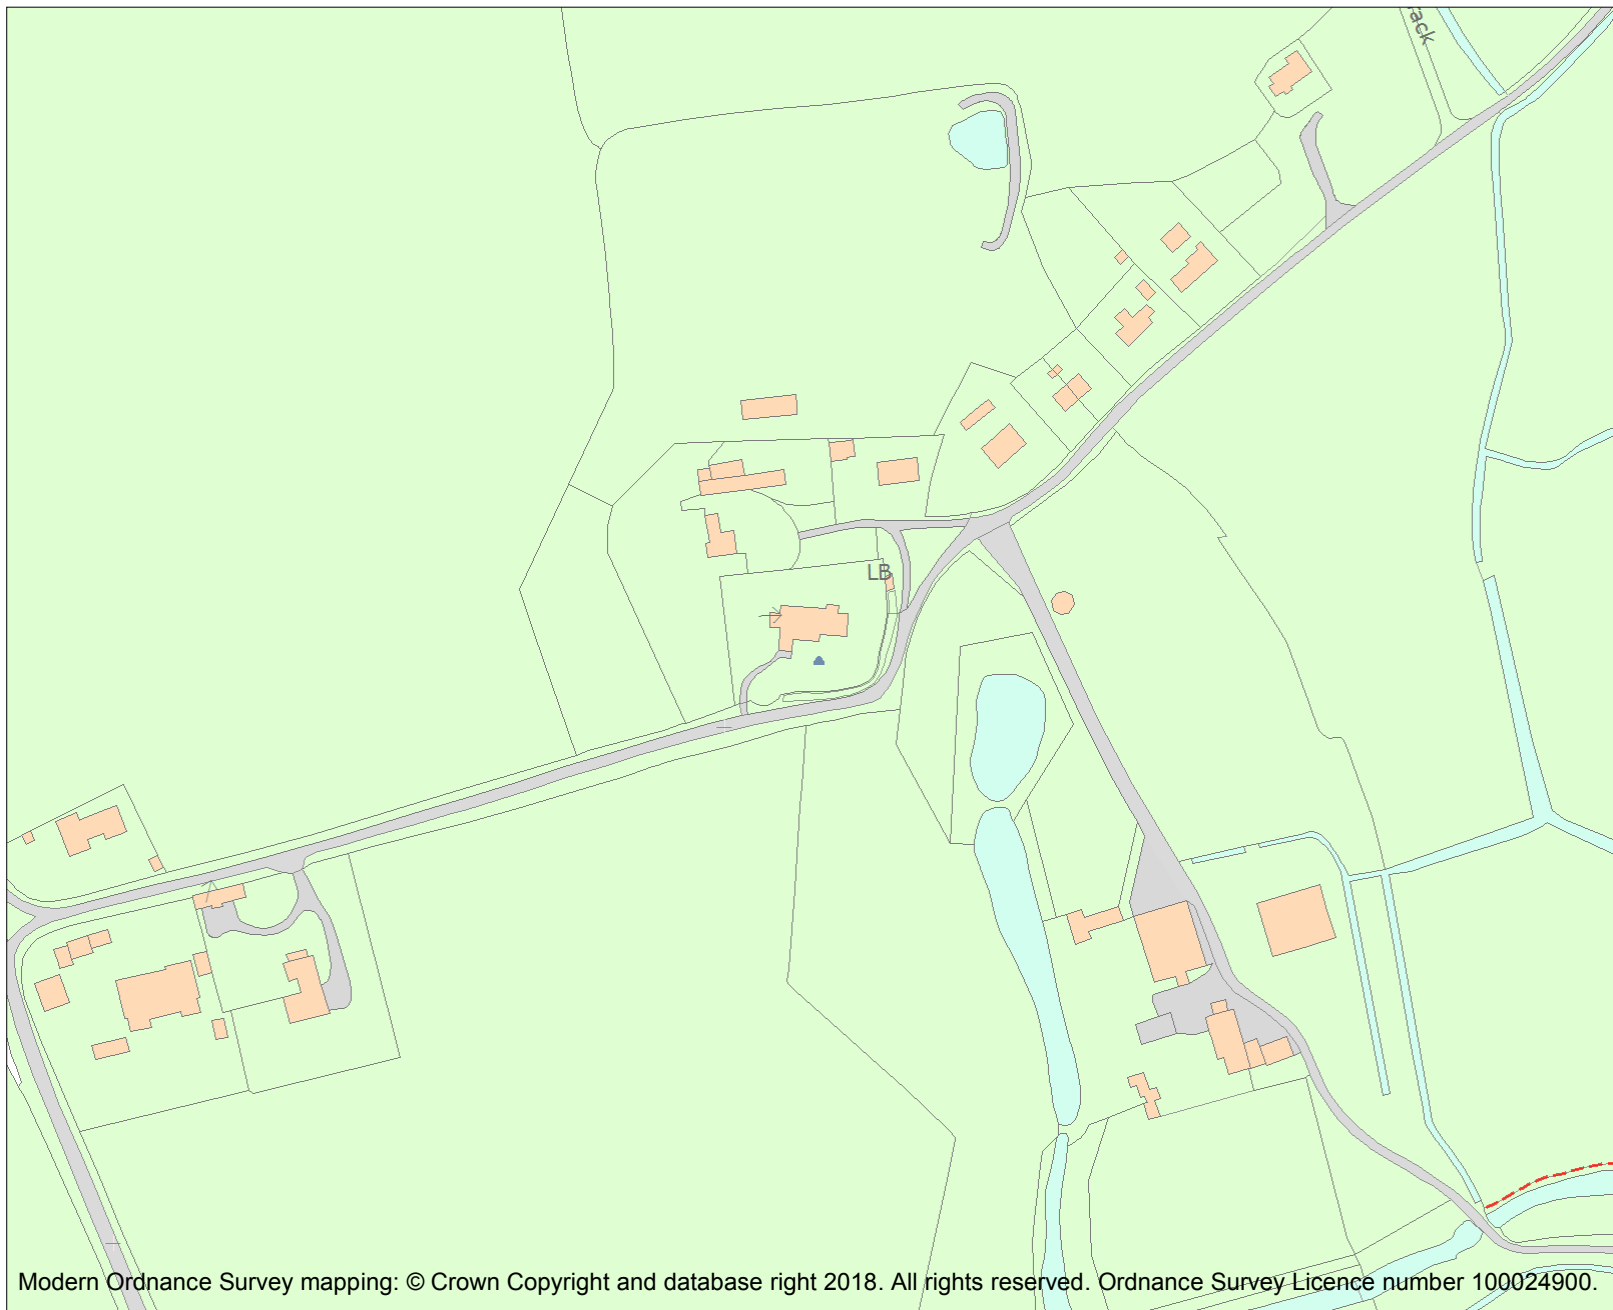 rack
LB
Modern Ordnance Survey mapping: © Crown Copyright and database right 2018. All rights reserved. Ordnance Survey Licence number 100024900.